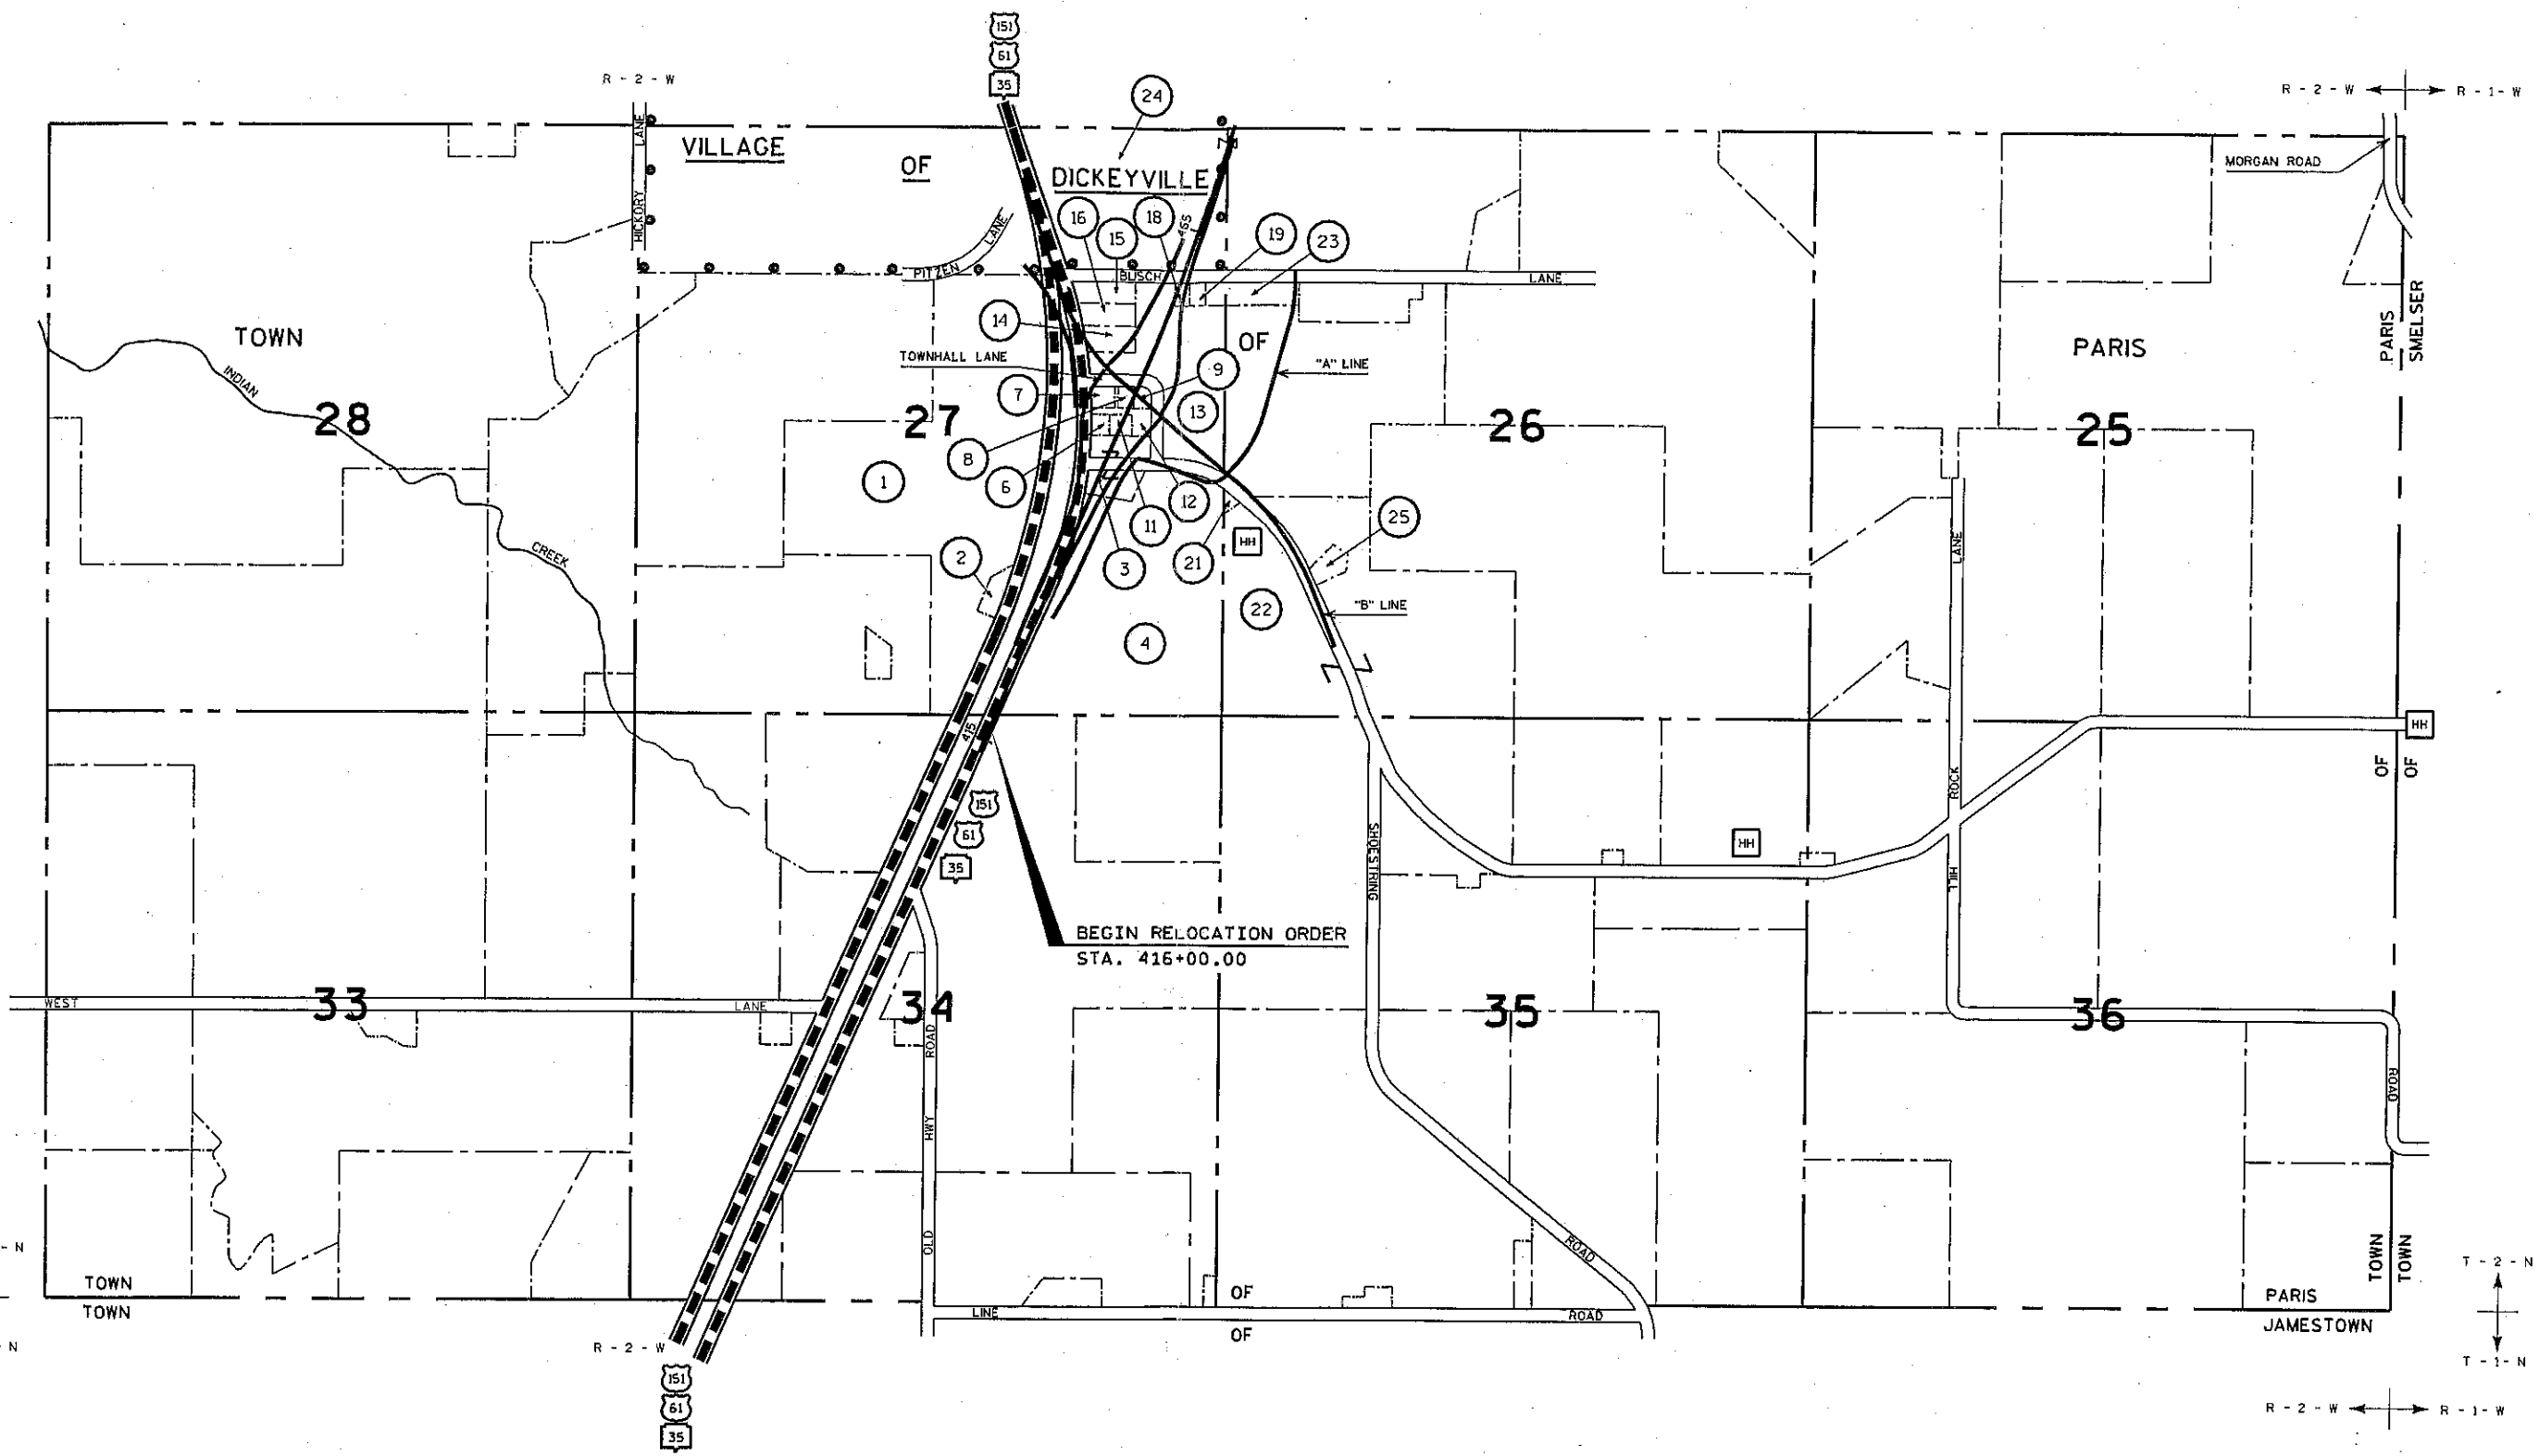 151
61
35
R - 2 - W
R - 2 - W
R - 1 - W
24
VILLAGE
OF
DICKEYVILLE
MORGAN ROAD
HICKORY LANE
16
15
18
465
19
23
PITZEN LANE
BUSCH LANE
TOWN
14
TOWNHALL LANE
OF
"A" LINE
PARIS
PARIS
SMELSER
INDIAN
CREEK
7
9
13
28
27
26
25
8
1
6
12
11
25
2
3
21
HH
22
"B" LINE
4
LANE
415
HH
OF
OF
151
61
35
SHOESTRING
HH
ROCK
HILL
BEGIN RELOCATION ORDER
STA. 416+00.00
WEST
33
LANE
34
35
36
ROAD
ROAD
HWY
OLD
ROAD
TOWN
TOWN
- N
N
TOWN
TOWN
OF
LINE
ROAD
OF
PARIS
JAMESTOWN
T - 2 - N
T - 1 - N
R - 2 - W
151
61
35
R - 2 - W
R - 1 - W